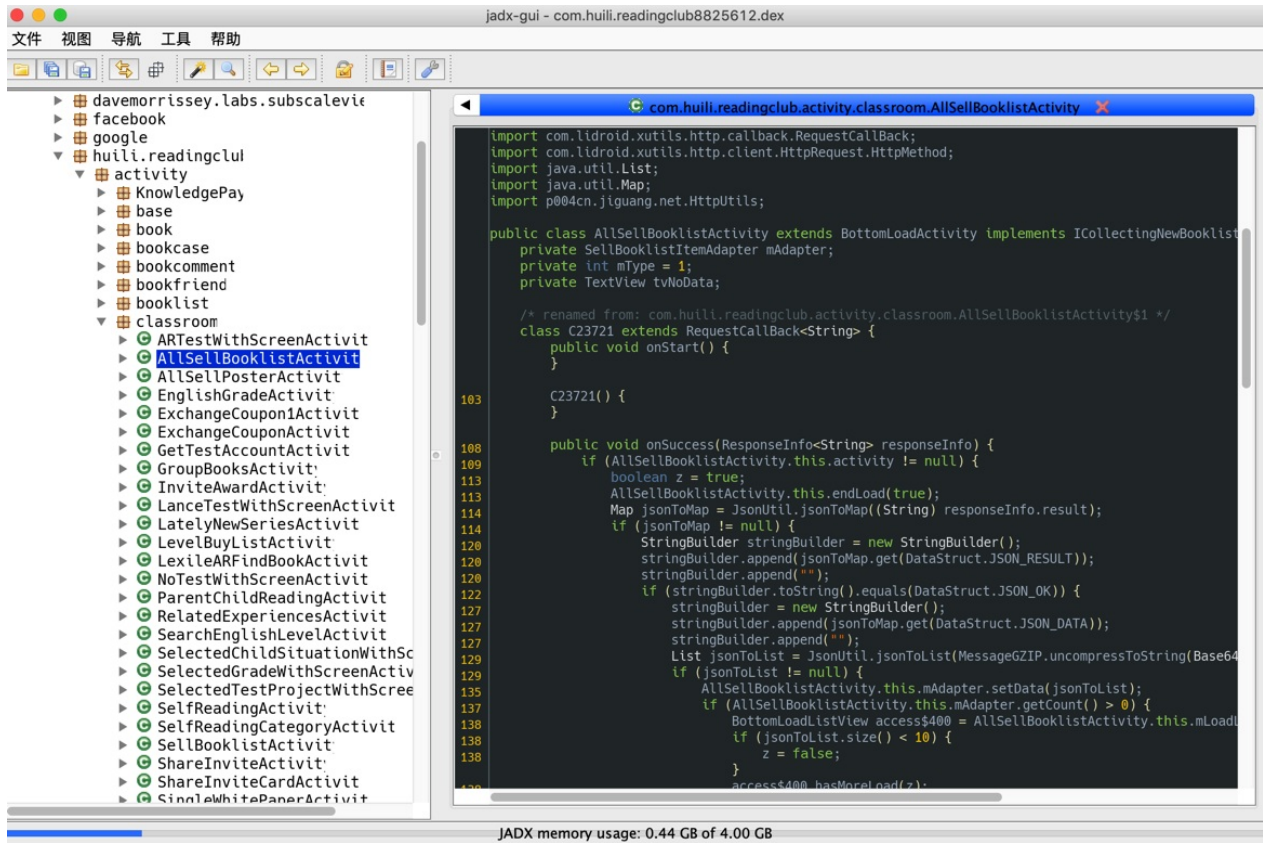 jadx-gui - com.huili.readingclub8825612.dex
文件 视图 导航 工具 帮助
davemorrissey.labs.subscalevie
facebook
google
huili.readingclub
activity
KnowledgePay
base
book
bookcase
bookcomment
bookfriend
booklist
classroom
ARTestWithScreenActivit
AllSellBooklistActivit
AllSellPosterActivit
EnglishGradeActivit
ExchangeCoupon1Activit
ExchangeCouponActivit
GetTestAccountActivit
GroupBooksActivity
InviteAwardActivit
LanceTestWithScreenActivit
LatelyNewSeriesActivit
LevelBuyListActivit
LexileARFindBookActivit
NoTestWithScreenActivit
ParentChildReadingActivit
RelatedExperiencesActivit
SearchEnglishLevelActivit
SelectedChildSituationWithSc
SelectedGradeWithScreenActiv
SelectedTestProjectWithScree
SelfReadingActivit
SelfReadingCategoryActivit
SellBooklistActivit
ShareInviteActivit
ShareInviteCardActivit
SingleWhitePaperActivit
com.huili.readingclub.activity.classroom.AllSellBooklistActivity
import com.lidroid.xutils.http.callback.RequestCallBack;
import com.lidroid.xutils.http.client.HttpRequest.HttpMethod;
import java.util.List;
import java.util.Map;
import p004cn.jiguang.net.HttpUtils;
public class AllSellBooklistActivity extends BottomLoadActivity implements ICollectingNewBooklist
private SellBooklistItemAdapter mAdapter;
private int mType = 1;
private TextView tvNoData;
/* renamed from: com.huili.readingclub.activity.classroom.AllSellBooklistActivity$1 */
class C23721 extends RequestCallBack<String> {
public void onStart() {
}
103 C23721() {
}
108 public void onSuccess(ResponseInfo<String> responseInfo) {
109 if (AllSellBooklistActivity.this.activity != null) {
113 boolean z = true;
113 AllSellBooklistActivity.this.endLoad(true);
114 Map jsonToMap = JsonUtil.jsonToMap((String) responseInfo.result);
114 if (jsonToMap != null) {
120 StringBuilder stringBuilder = new StringBuilder();
120 stringBuilder.append(jsonToMap.get(DataStruct.JSON_RESULT));
120 stringBuilder.append("");
122 if (stringBuilder.toString().equals(DataStruct.JSON_OK)) {
127 stringBuilder = new StringBuilder();
127 stringBuilder.append(jsonToMap.get(DataStruct.JSON_DATA));
127 stringBuilder.append("");
129 List jsonToList = JsonUtil.jsonToList(MessageGZIP.uncompressToString(Base64
129 if (jsonToList != null) {
135 AllSellBooklistActivity.this.mAdapter.setData(jsonToList);
137 if (AllSellBooklistActivity.this.mAdapter.getCount() > 0) {
138 BottomLoadListView access$400 = AllSellBooklistActivity.this.mLoadL
138 if (jsonToList.size() < 10) {
138 z = false;
}
access$400.hasMoreLoad(z);
JADX memory usage: 0.44 GB of 4.00 GB